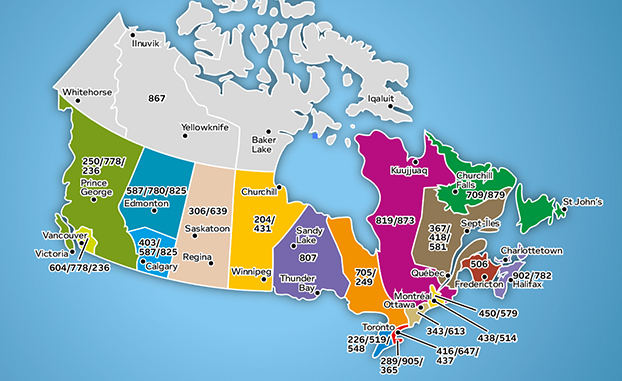 Ilnuvik
Whitehorse
867
Iqaluit
Yellowknife
Baker
Lake
250/778/
236
Prince
George
587/780/825
Edmonton
Kuujjuaq
Churchill
Falls
709/879
Churchill
St John's
306/639
Saskatoon
204/
431
819/873
367/
418/
581
Sept-Iles
Vancouver
Victoria
604/778/236
403/
587/825
Calgary
Regina
Winnipeg
Sandy
Lake
807
Thunder
Bay
705/
249
Québec
Charlottetown
506
Fredericton
902/782
Halifax
Montréal
Ottawa
450/579
438/514
343/613
Toronto
226/519/
548
416/647/
437
289/905/
365